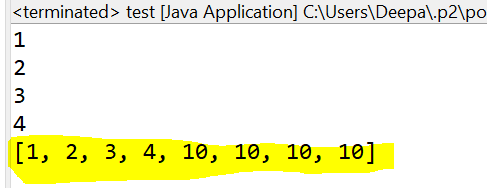 <terminated> test [Java Application] C:\Users\Deepa\.p2\po
1
2
3
4
[1, 2, 3, 4, 10, 10, 10, 10]